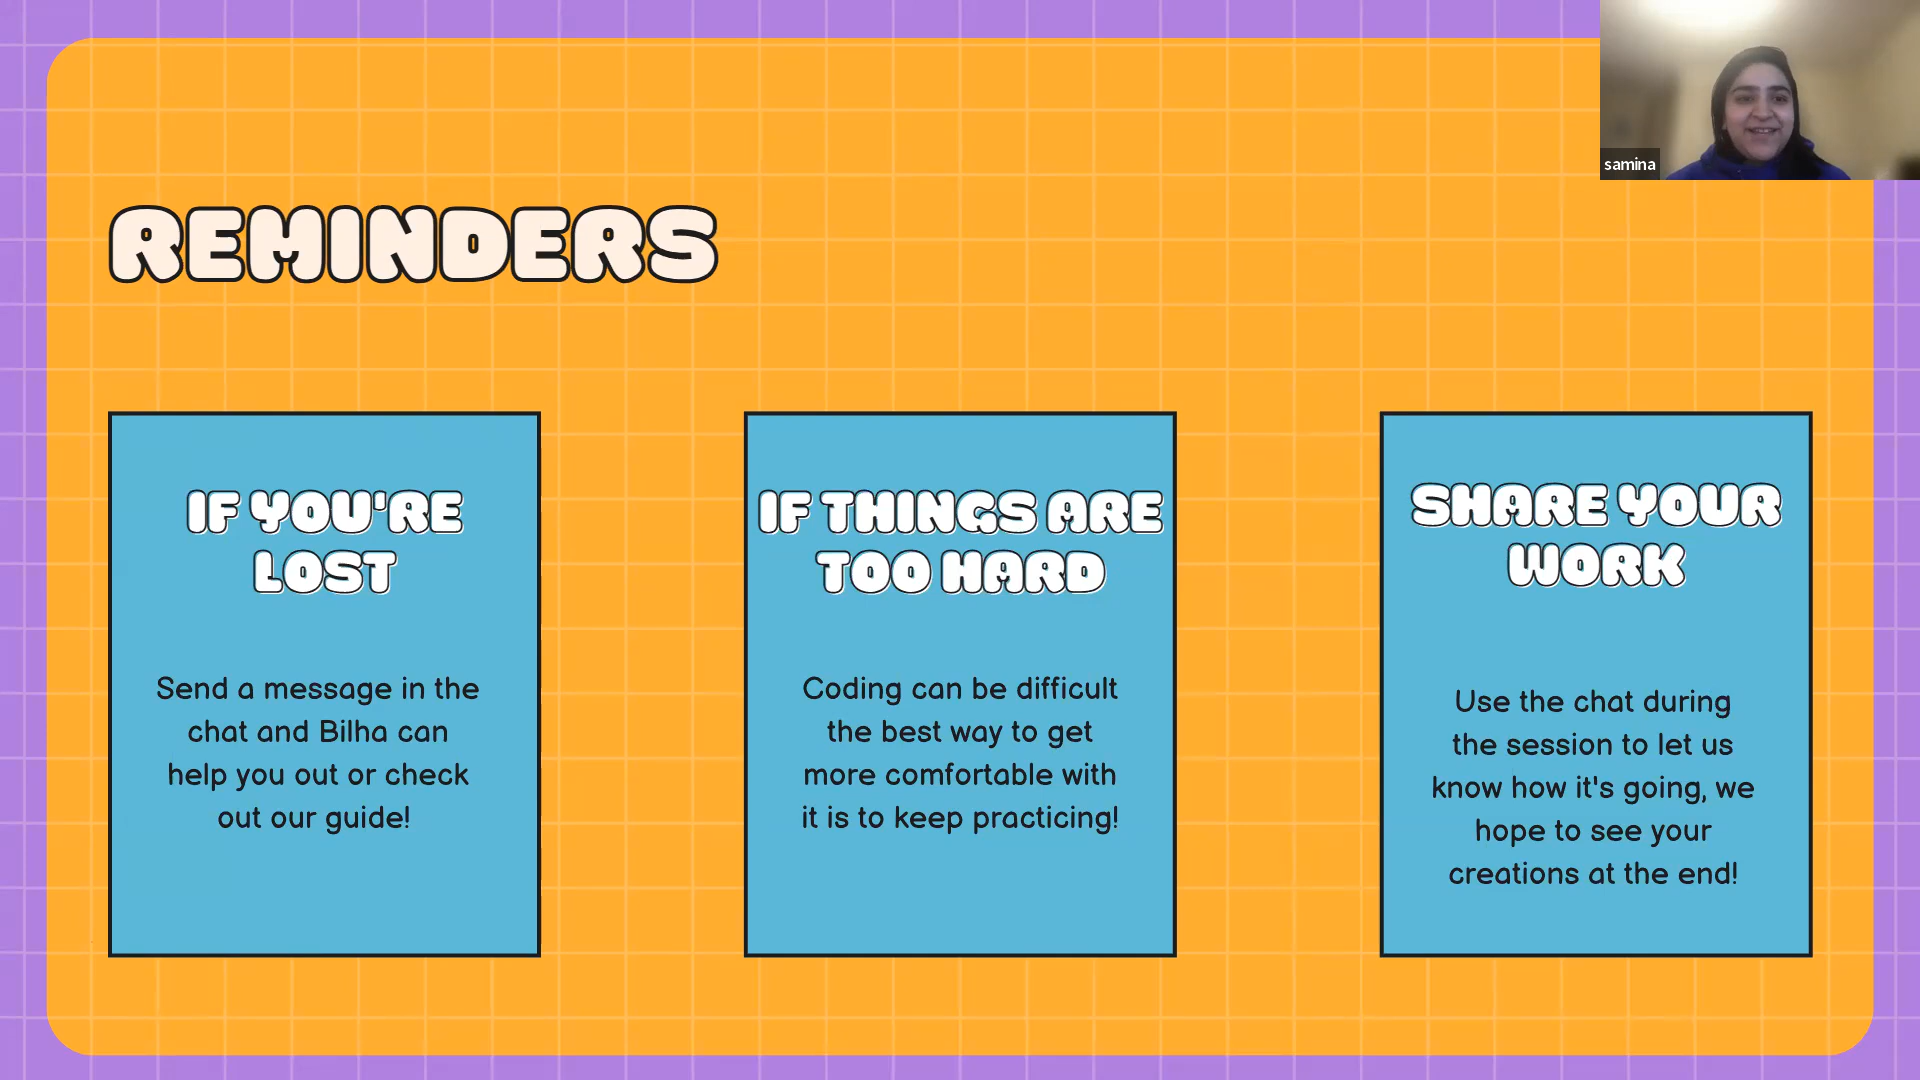 samina
REMINDERS
IF YOU'RE
LOST
Send a message in the
chat and Bilha can
help you out or check
out our guide!
IF THINGS ARE
TOO HARD
Coding can be difficult
the best way to get
more comfortable with
it is to keep practicing!
SHARE YOUR
WORK
Use the chat during
the session to let us
know how it's going, we
hope to see your
creations at the end!